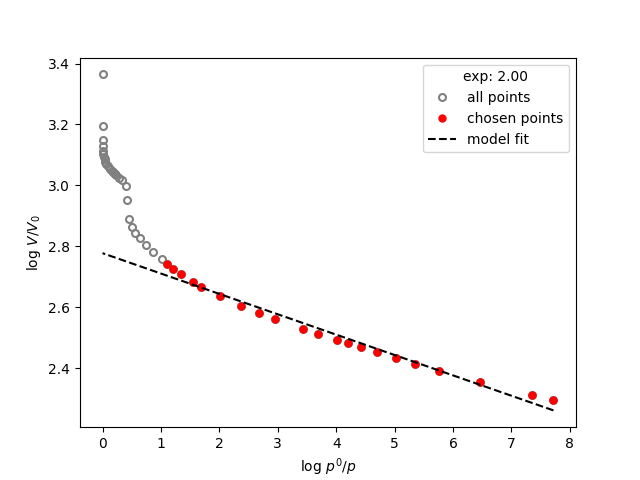 exp: 2.00
all points
chosen points
model fit
3.4
3.2
3.0
2.8
2.6
2.4
log V/V₀
0 1 2 3 4 5 6 7 8
log p⁰/p